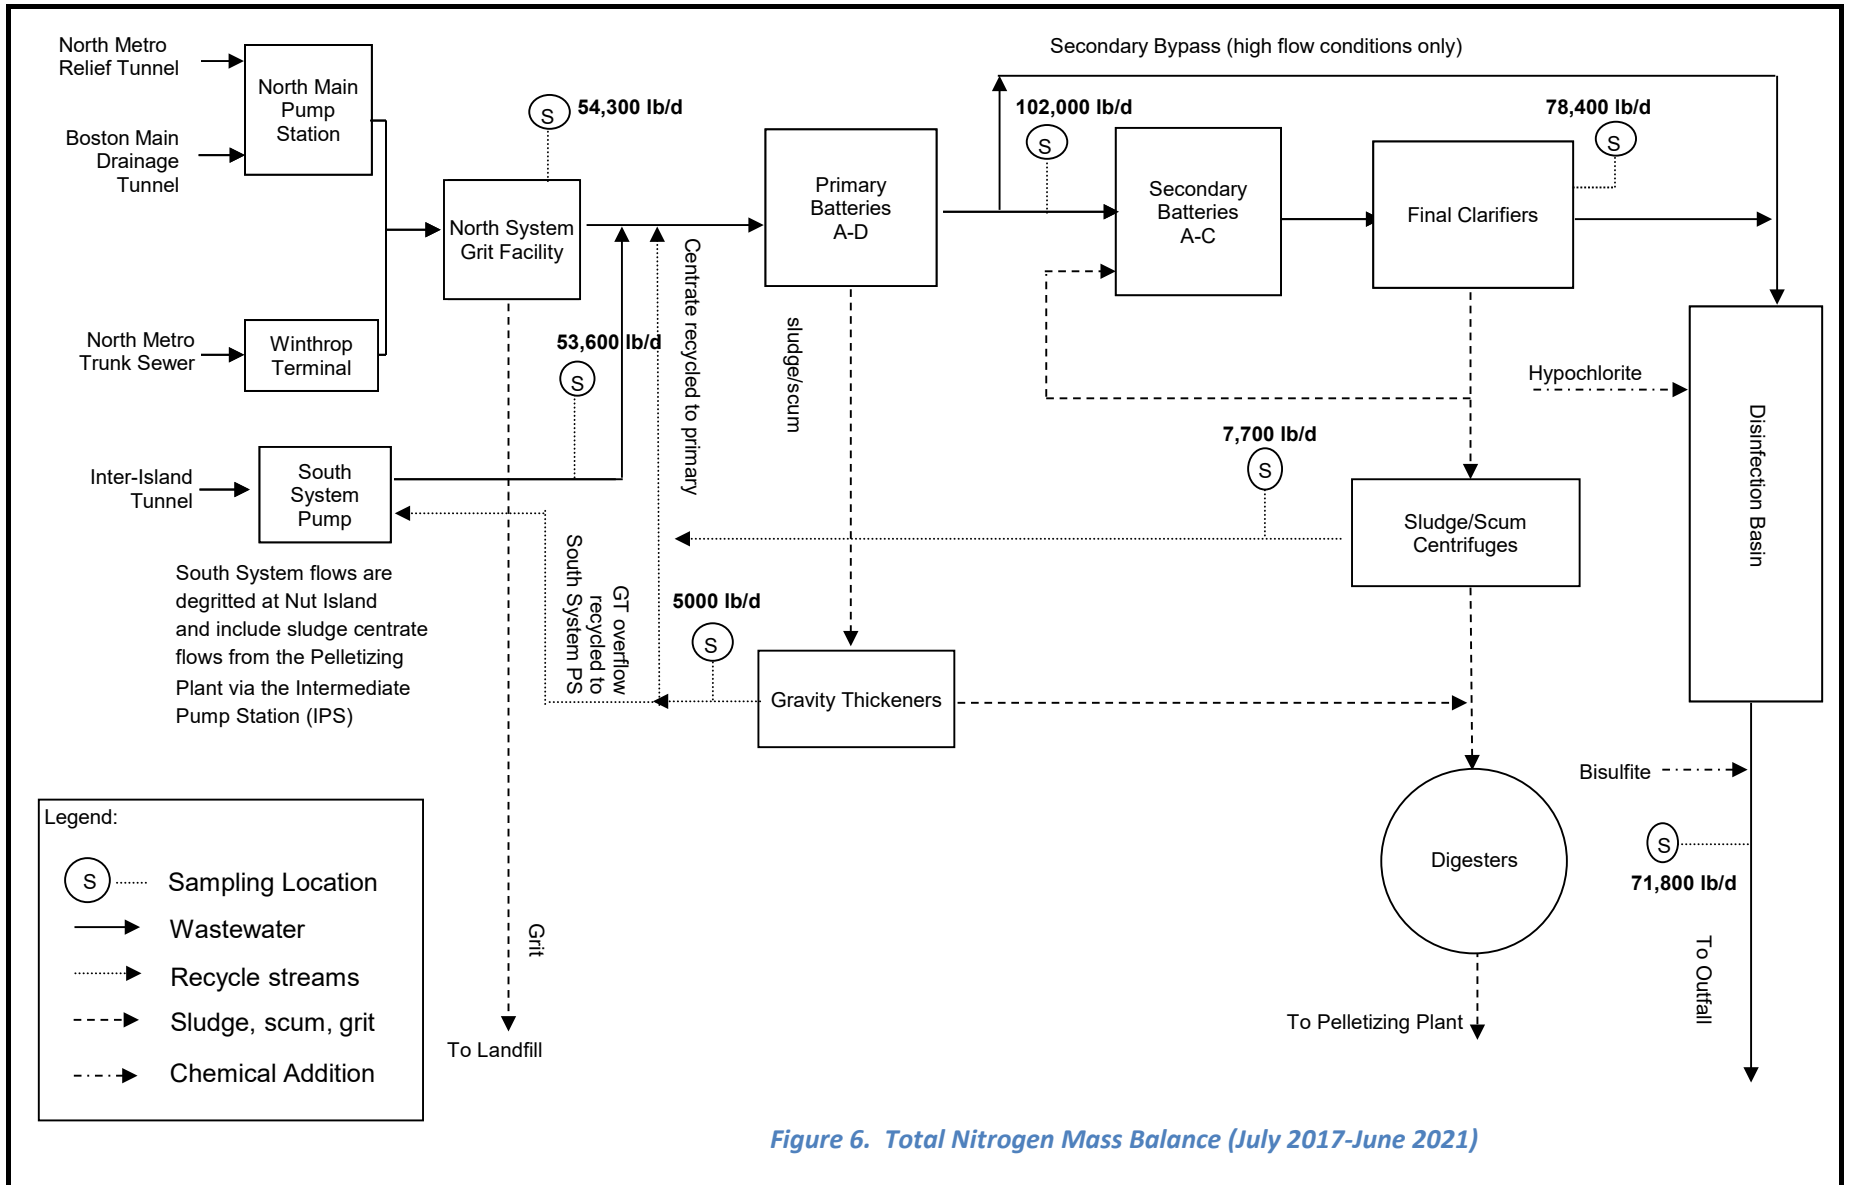 North Metro
Relief Tunnel
North Main
Pump
Station
Boston Main
Drainage
Tunnel
North Metro
Trunk Sewer
Winthrop
Terminal
Inter-Island
Tunnel
South
System
Pump
South System flows are
degritted at Nut Island
and include sludge centrate
flows from the Pelletizing
Plant via the Intermediate
Pump Station (IPS)
S
54,300 lb/d
North System
Grit Facility
53,600 lb/d
S
Centrate recycled to primary
GT overflow
recycled to
South System PS
Grit
To Landfill
Primary
Batteries
A-D
sludge/scum
5000 lb/d
S
Gravity Thickeners
Secondary Bypass (high flow conditions only)
102,000 lb/d
S
Secondary
Batteries
A-C
78,400 lb/d
S
Final Clarifiers
7,700 lb/d
S
Sludge/Scum
Centrifuges
Digesters
To Pelletizing Plant
Hypochlorite
Disinfection Basin
Bisulfite
S
71,800 lb/d
To Outfall
Legend:
S
Sampling Location
Wastewater
Recycle streams
Sludge, scum, grit
Chemical Addition
Figure 6. Total Nitrogen Mass Balance (July 2017-June 2021)